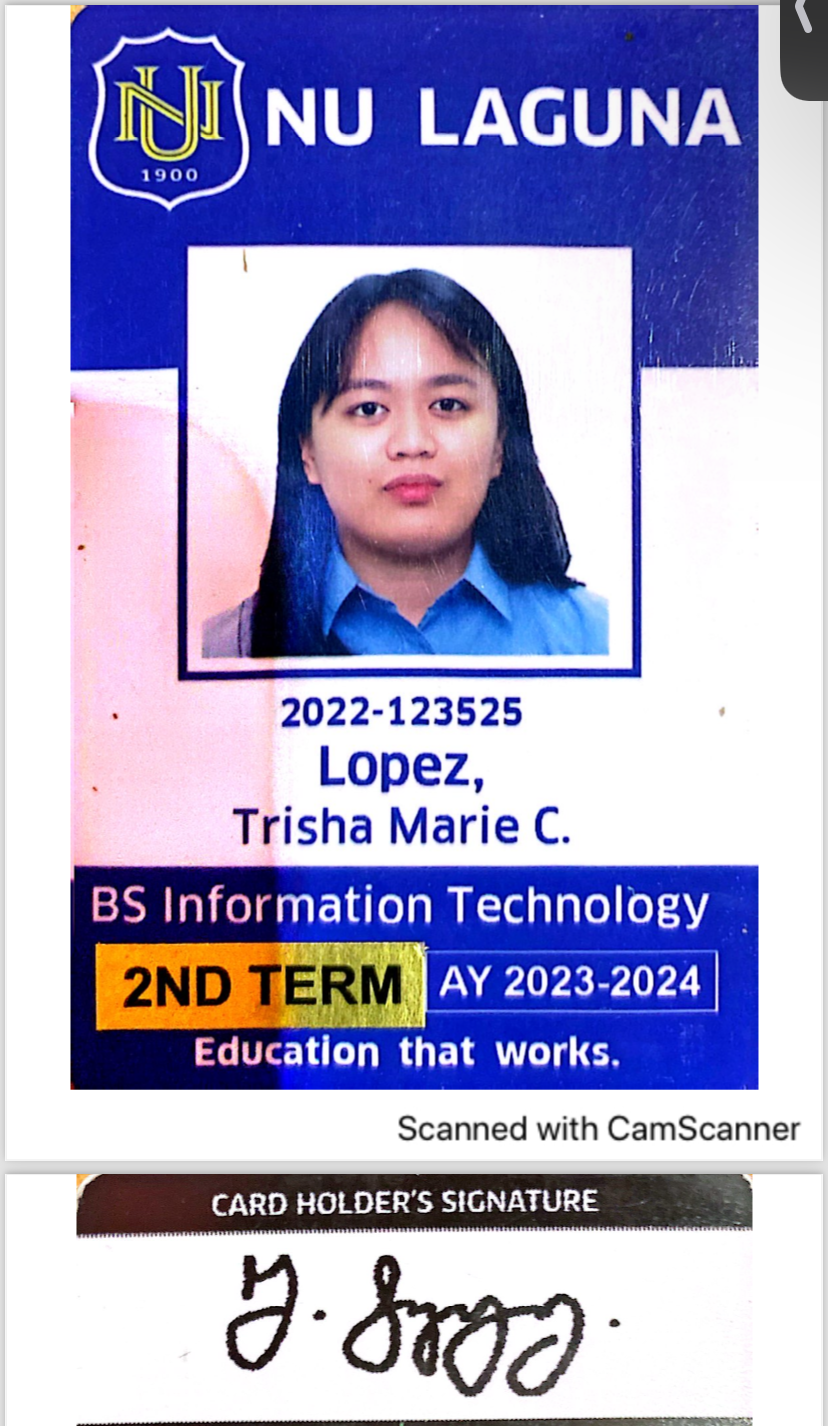 NU
1900
NU LAGUNA
2022-123525
Lopez,
Trisha Marie C.
BS Information Technology
2ND TERM AY 2023-2024
Education that works.
Scanned with CamScanner
CARD HOLDER'S SIGNATURE